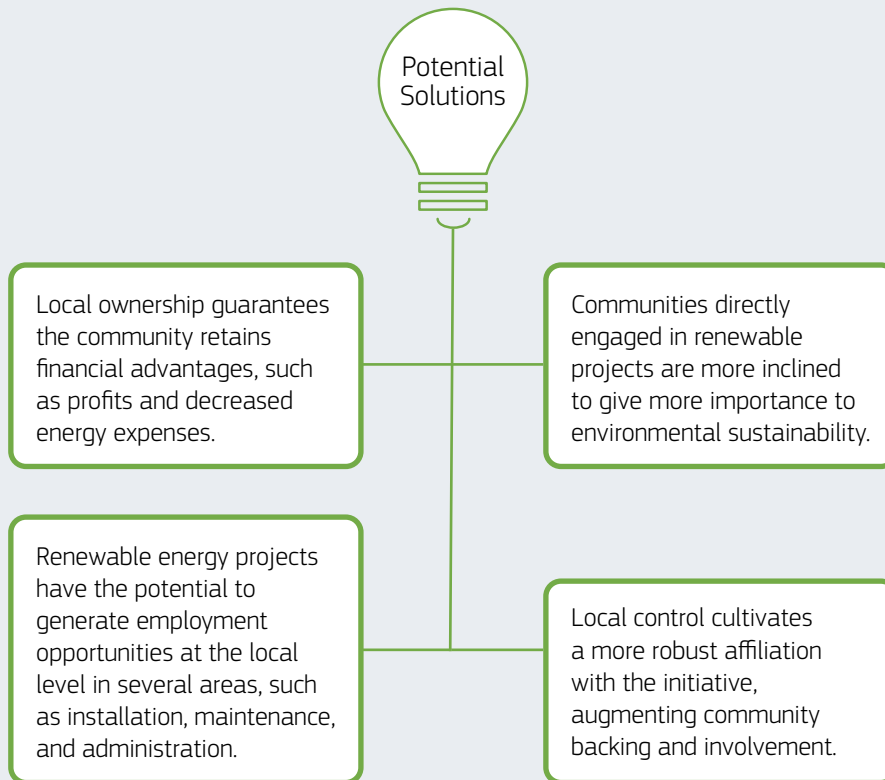 Potential
Solutions
Local ownership guarantees
the community retains
financial advantages, such
as profits and decreased
energy expenses.
Communities directly
engaged in renewable
projects are more inclined
to give more importance to
environmental sustainability.
Renewable energy projects
have the potential to
generate employment
opportunities at the local
level in several areas, such
as installation, maintenance,
and administration.
Local control cultivates
a more robust affiliation
with the initiative,
augmenting community
backing and involvement.